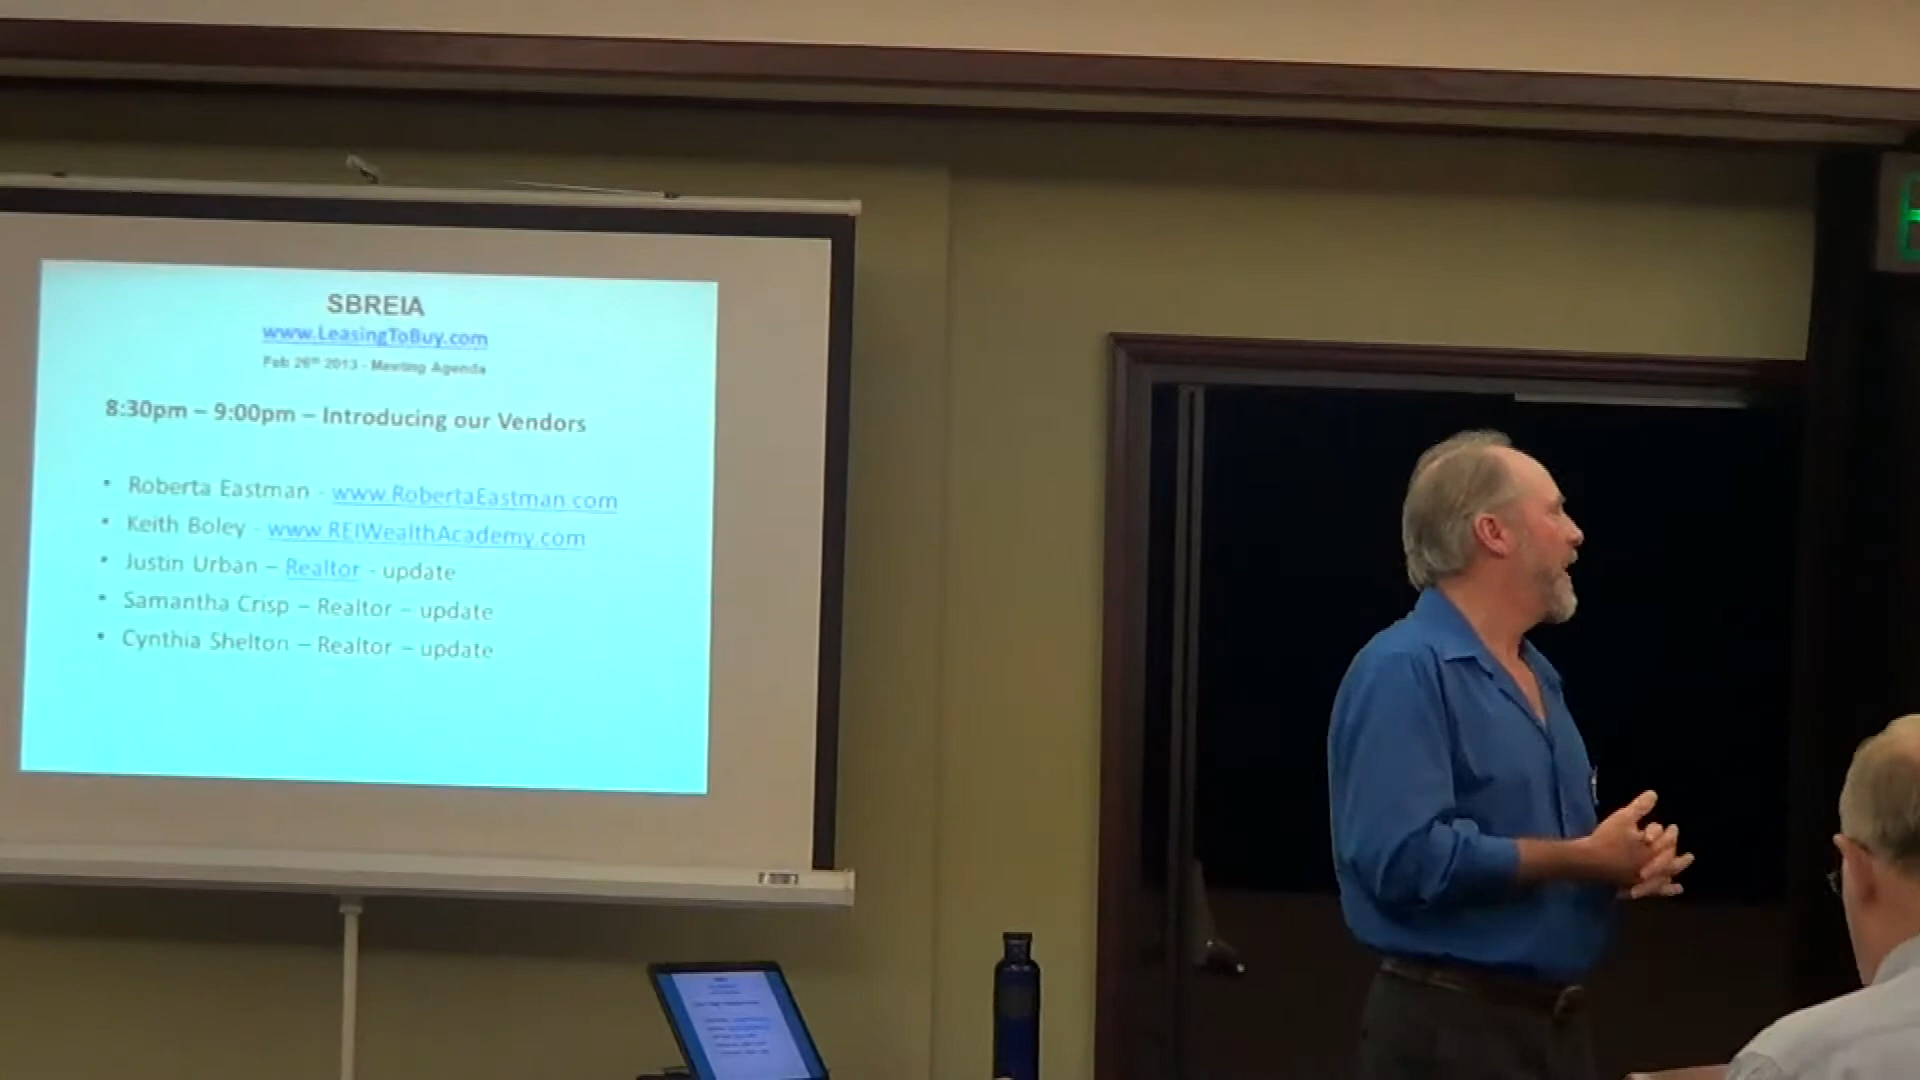 SBREIA
www.LeasingToBuy.com
Feb 26th 2013 - Meeting Agenda
8:30pm – 9:00pm – Introducing our Vendors
• Roberta Eastman - www.RobertaEastman.com
• Keith Boley - www.REIWealthAcademy.com
• Justin Urban – Realtor - update
• Samantha Crisp – Realtor – update
• Cynthia Shelton – Realtor – update